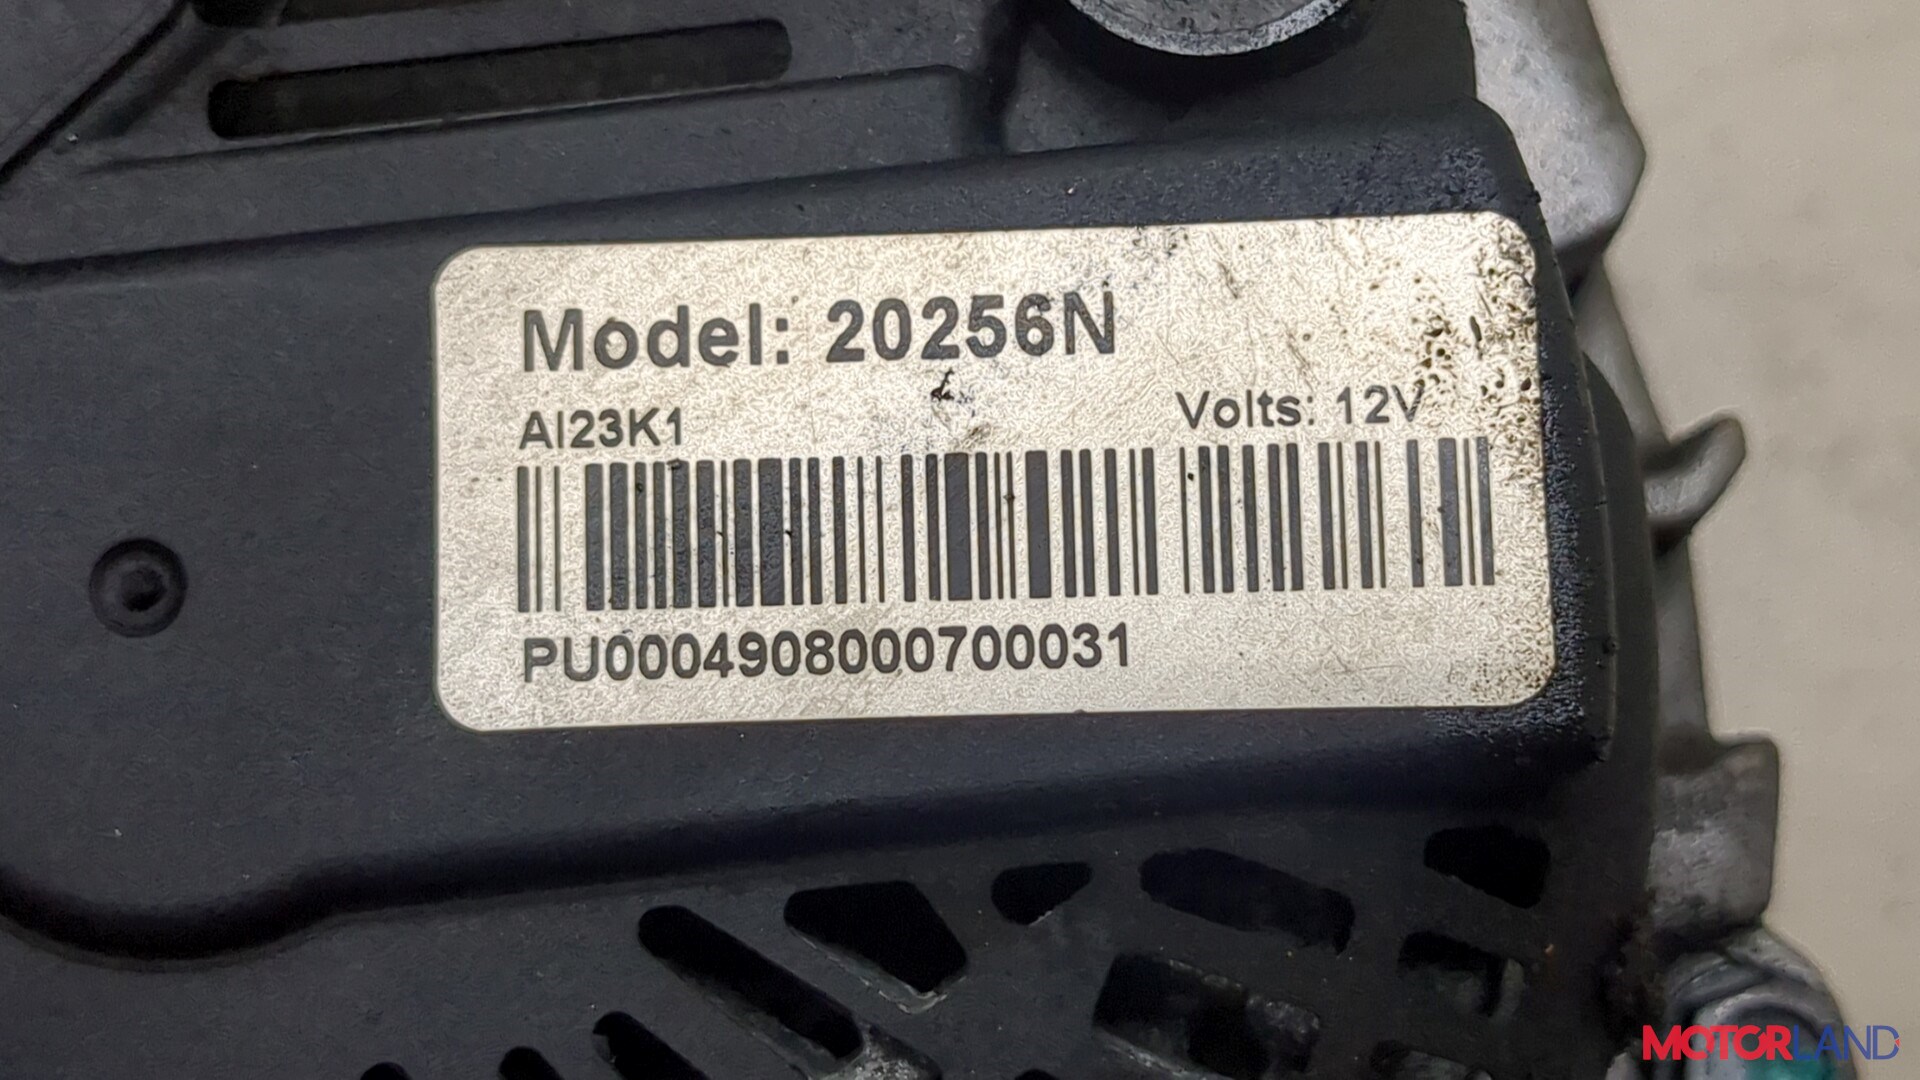 Model: 20256N
AI23K1
Volts: 12V
PU0004908000700031
MOTORLAND